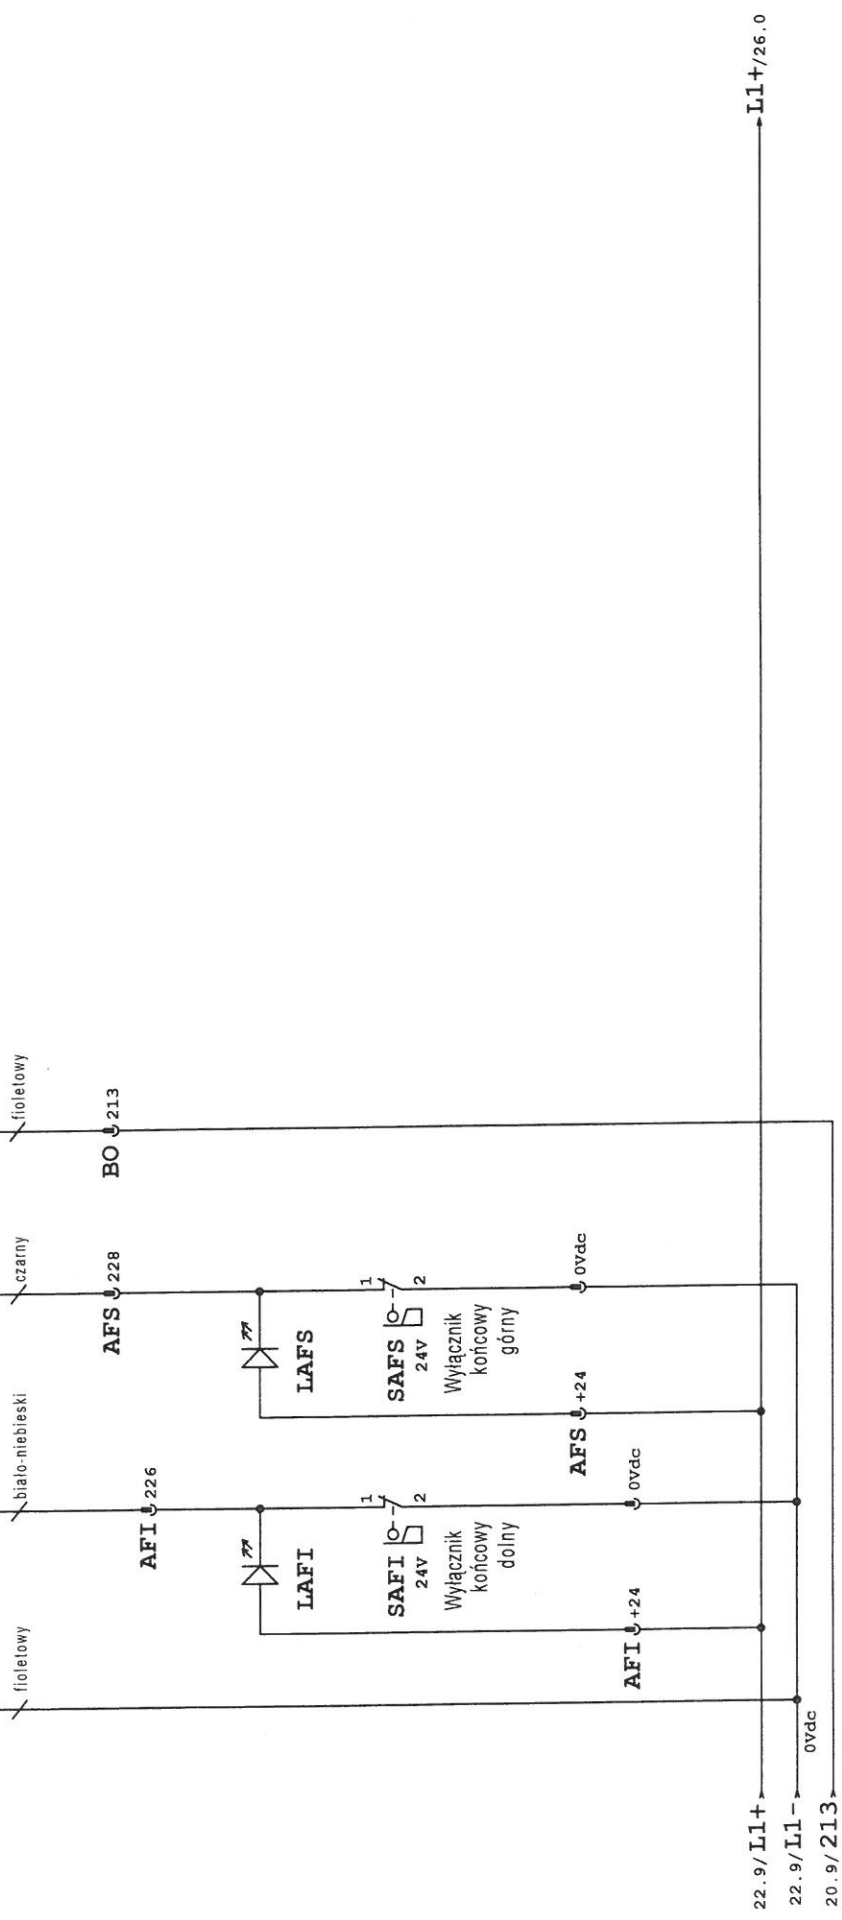 fioletowy
biało-niebieski
czarny
fioletowy
AFI 226
AFS 228
BO 213
LAFI
LAFS
1
2
SAFI
24V
Wyłącznik
końcowy
dolny
1
2
SAFS
24V
Wyłącznik
końcowy
górny
AFI +24
0Vdc
AFS +24
0Vdc
22.9/L1+
L1+/26.0
22.9/L1-
0Vdc
20.9/213